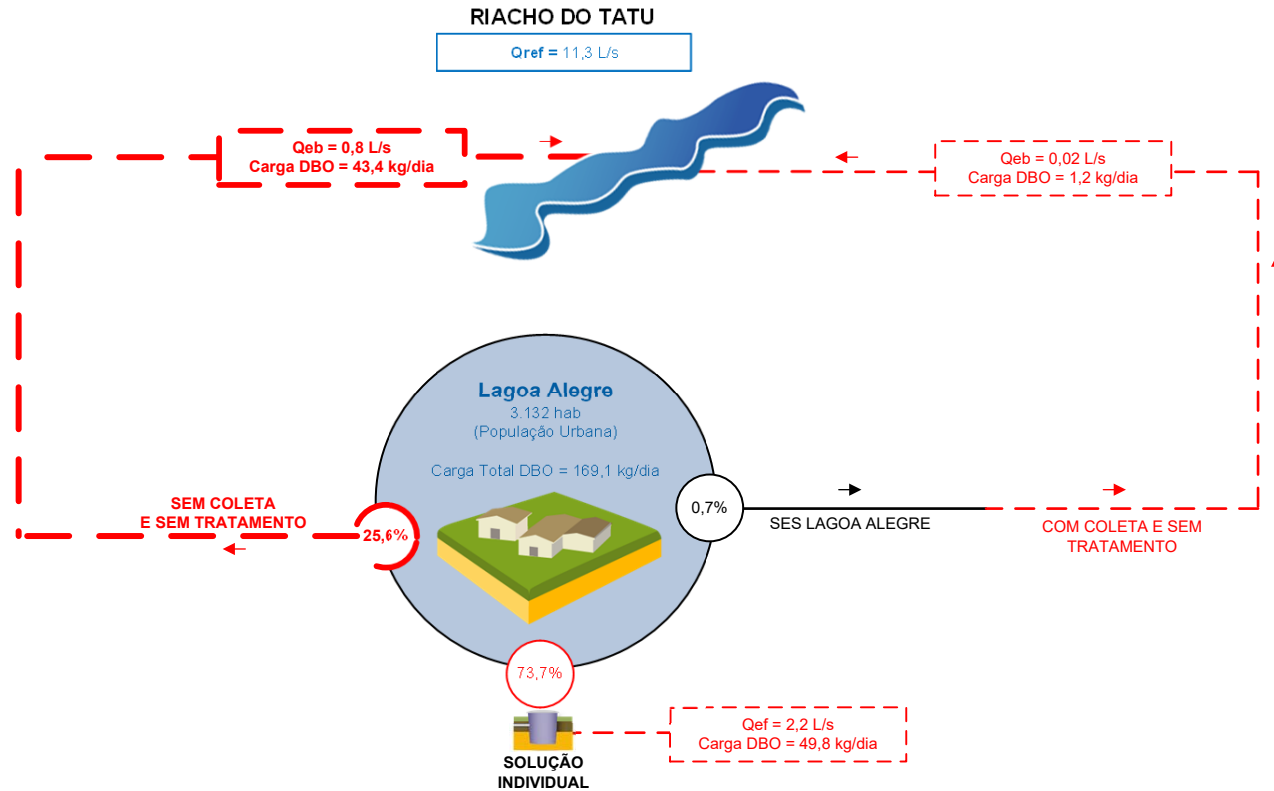 RIACHO DO TATU
Qref = 11,3 L/s
Qeb = 0,8 L/s
Carga DBO = 43,4 kg/dia
Qeb = 0,02 L/s
Carga DBO = 1,2 kg/dia
Lagoa Alegre
3.132 hab
(População Urbana)
Carga Total DBO = 169,1 kg/dia
SEM COLETA
E SEM TRATAMENTO
25,6%
0,7%
SES LAGOA ALEGRE
COM COLETA E SEM
TRATAMENTO
73,7%
SOLUÇÃO
INDIVIDUAL
Qef = 2,2 L/s
Carga DBO = 49,8 kg/dia